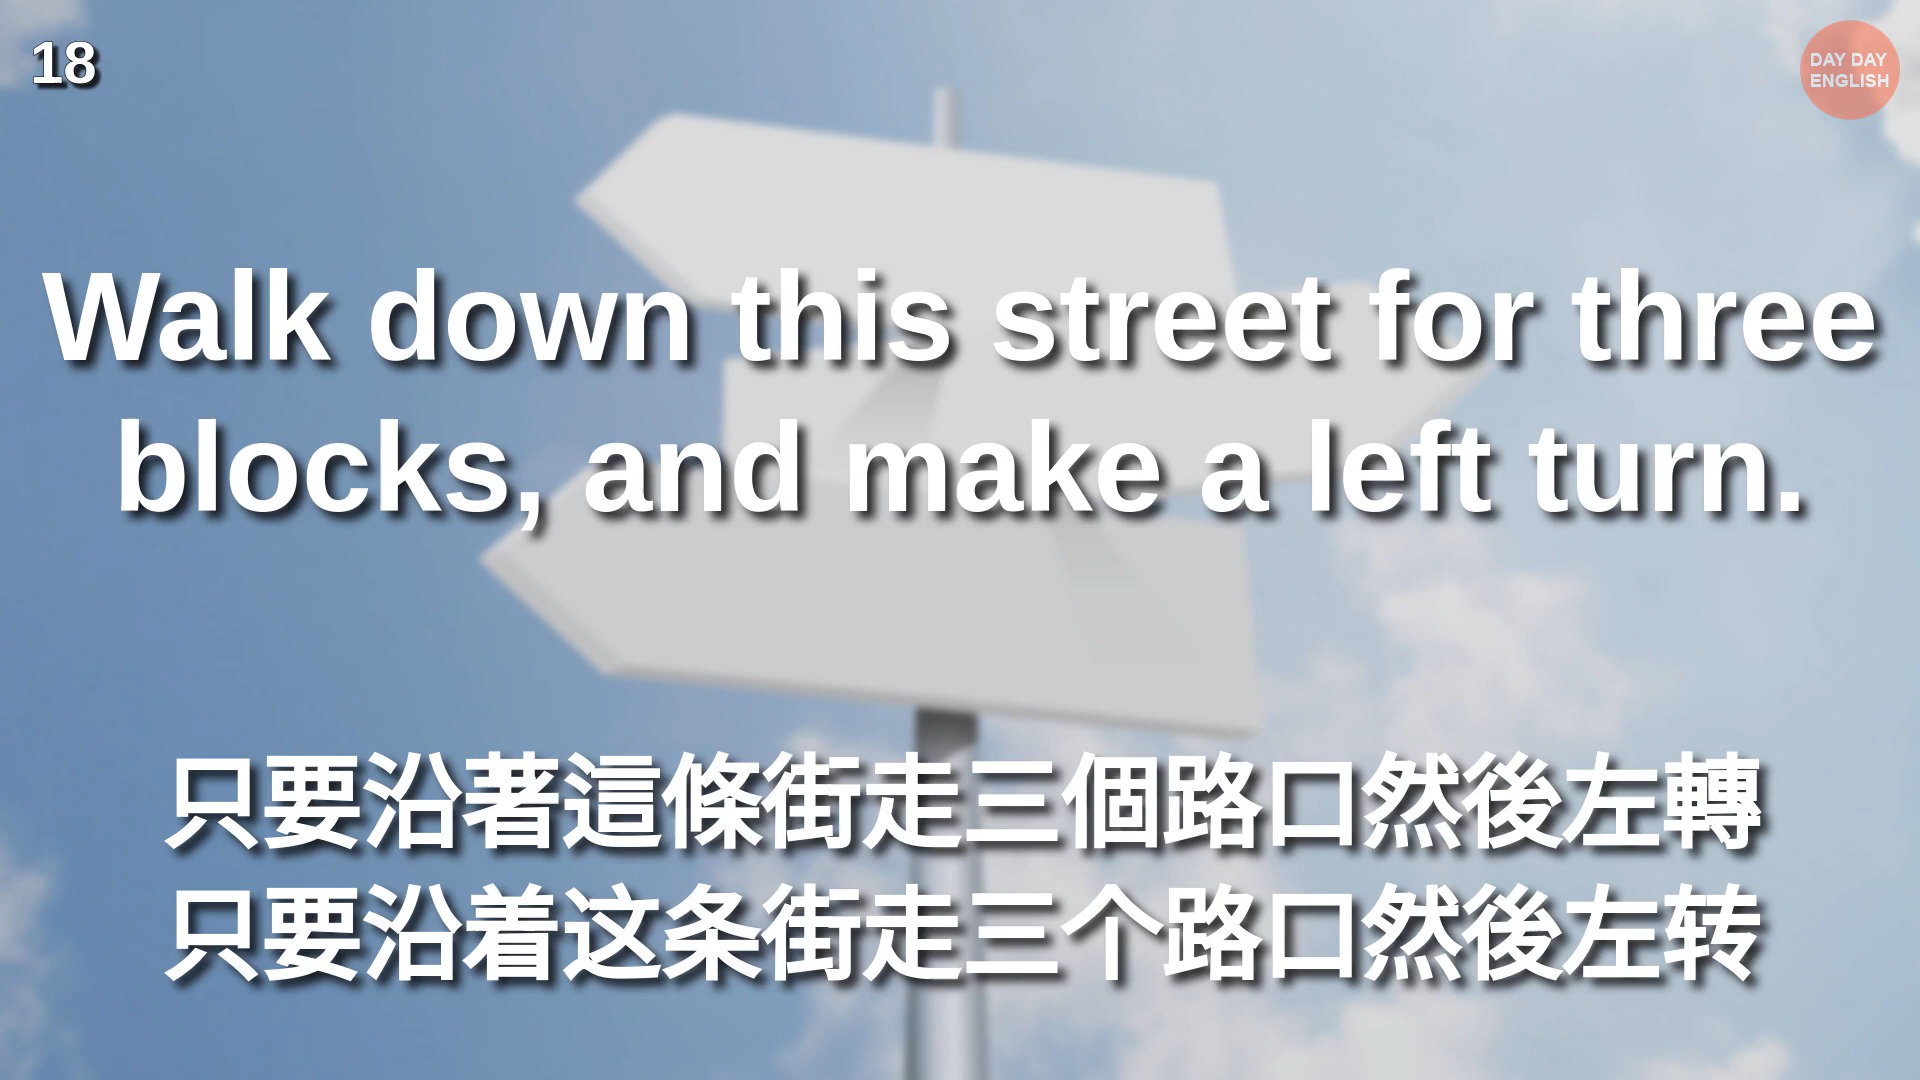 18
DAY DAY
ENGLISH
Walk down this street for three
blocks, and make a left turn.
只要沿著這條街走三個路口然後左轉
只要沿着这条街走三个路口然後左转